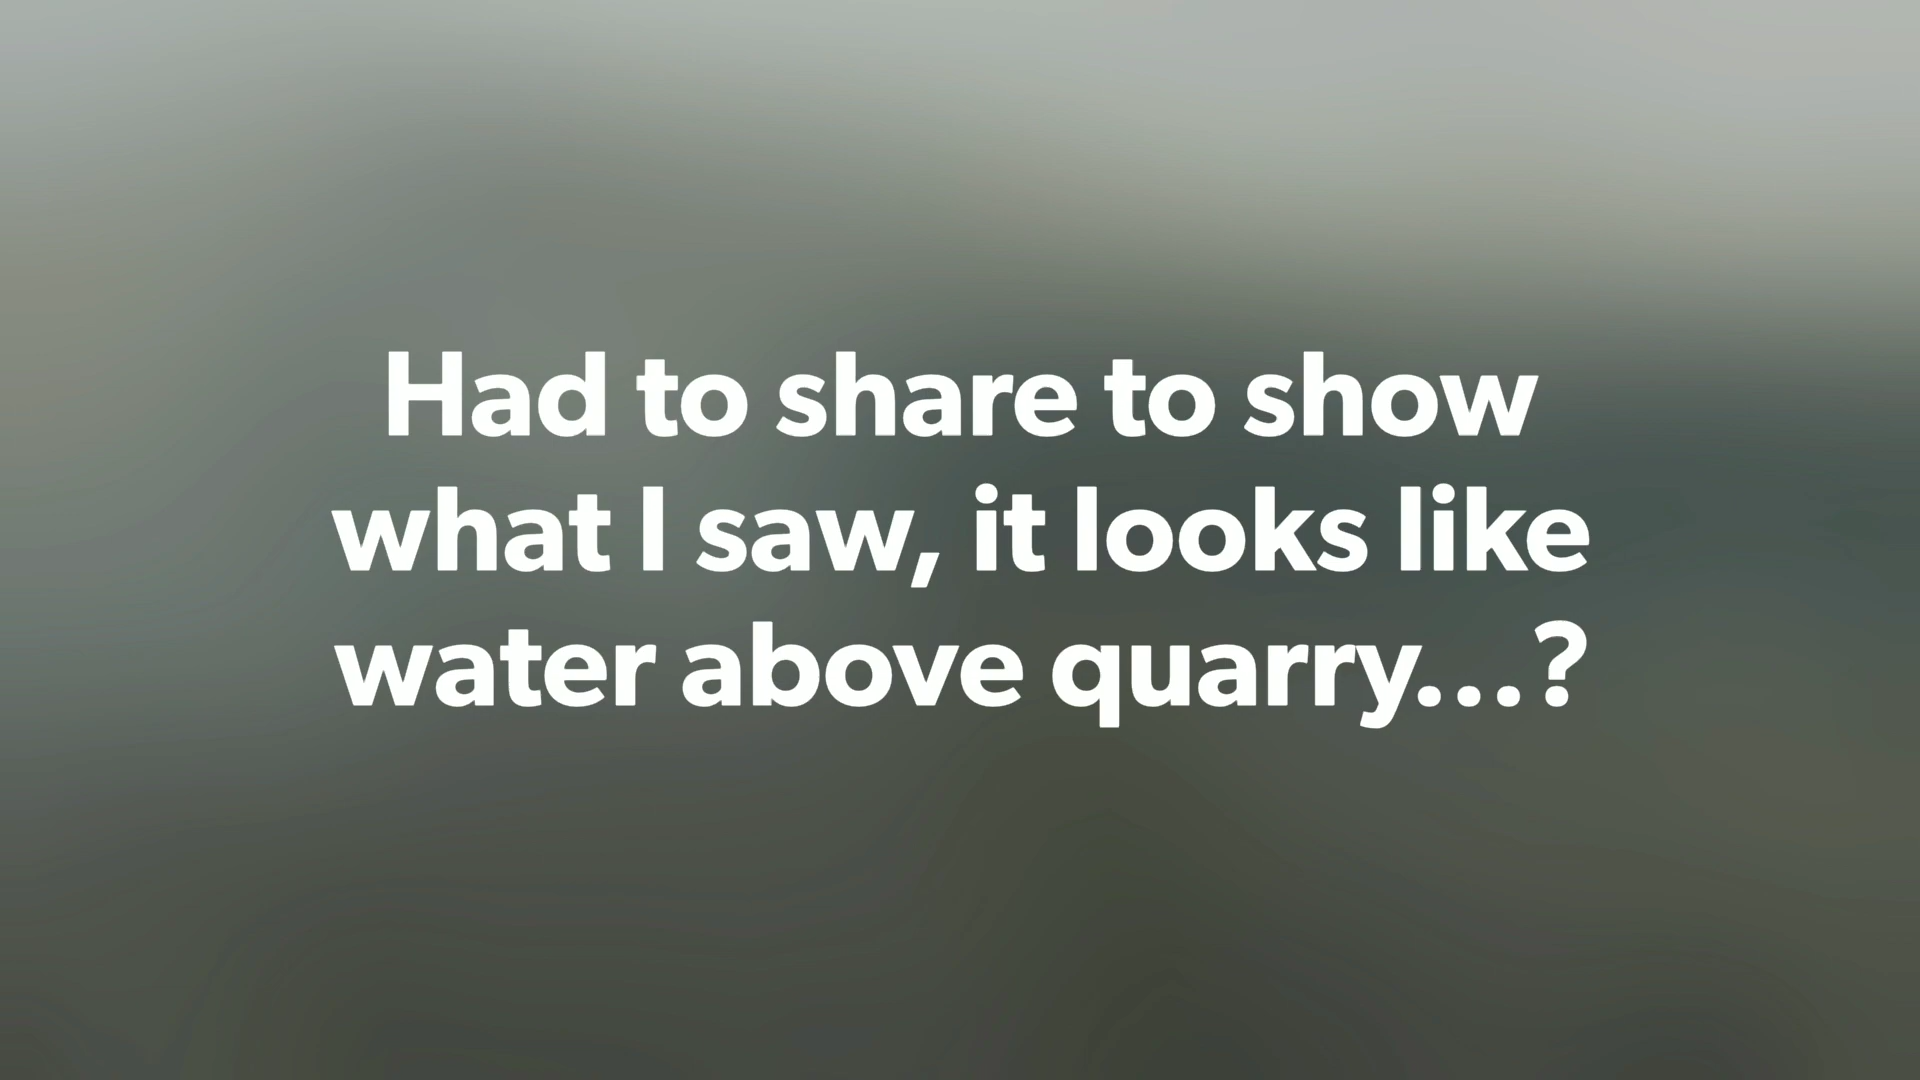 Had to share to show
what I saw, it looks like
water above quarry...?